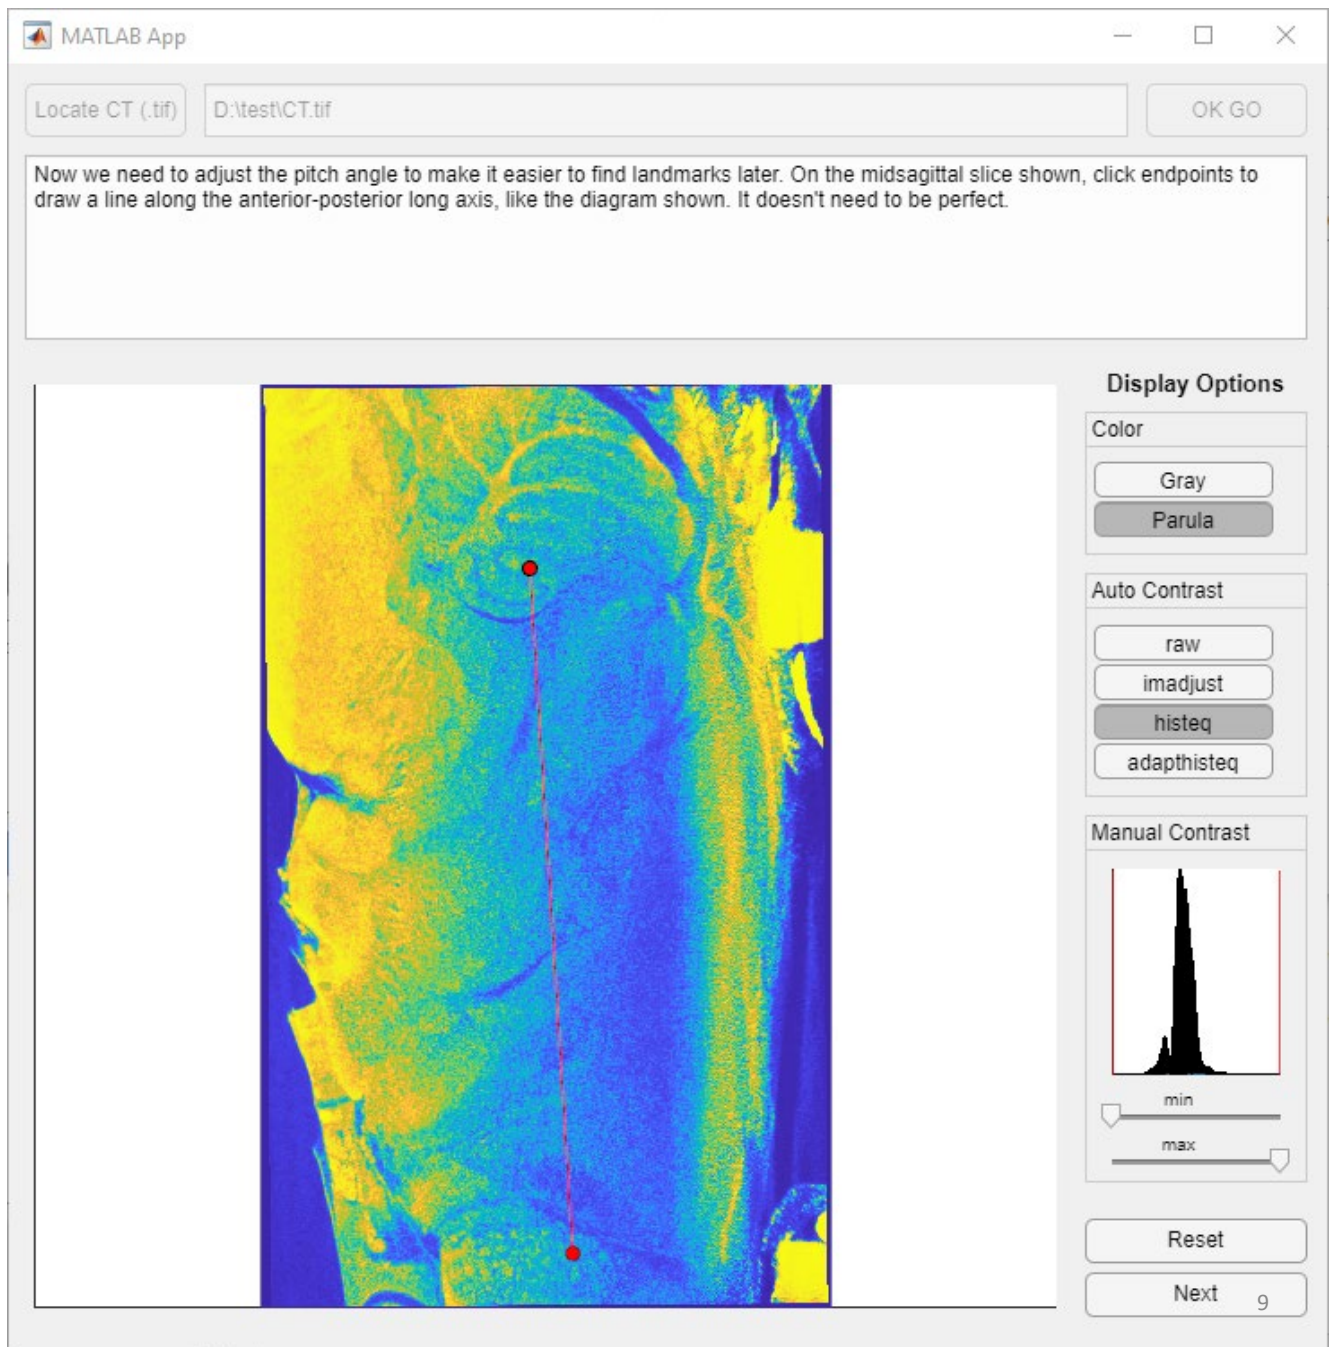 MATLAB App
Locate CT (.tif)
D:\test\CT.tif
OK GO
Now we need to adjust the pitch angle to make it easier to find landmarks later. On the midsagittal slice shown, click endpoints to
draw a line along the anterior-posterior long axis, like the diagram shown. It doesn't need to be perfect.
Display Options
Color
Gray
Parula
Auto Contrast
raw
imadjust
histeq
adapthisteq
Manual Contrast
min
max
Reset
Next
9